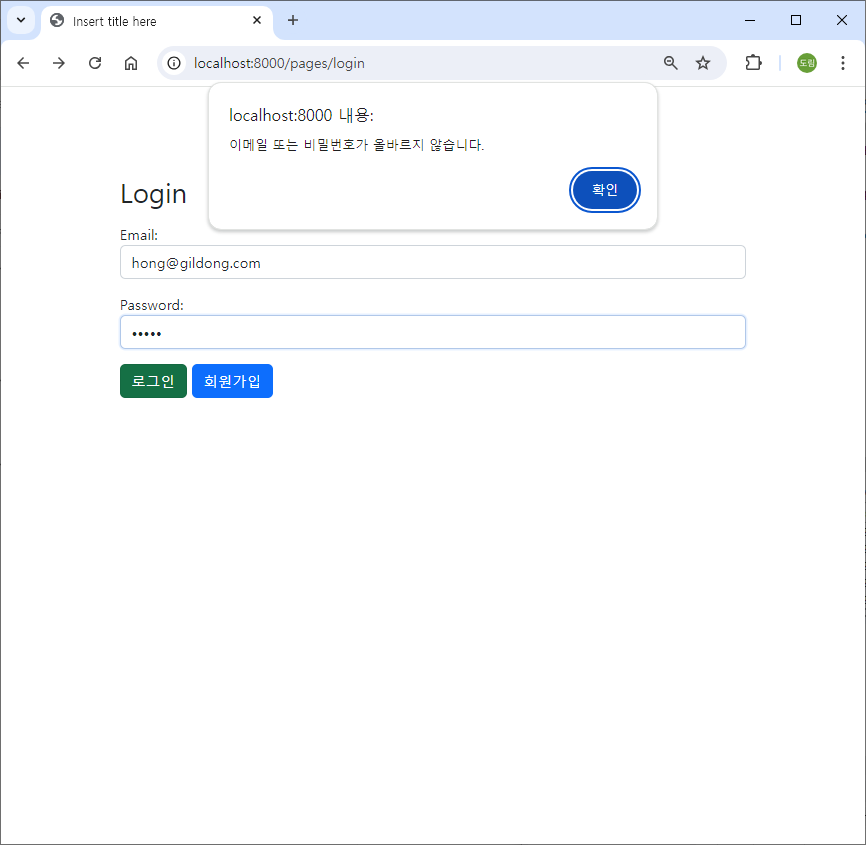 Insert title here
localhost:8000/pages/login
도림
localhost:8000 내용:
이메일 또는 비밀번호가 올바르지 않습니다.
확인
Login
Email:
hong@gildong.com
Password:
•••••
로그인 회원가입